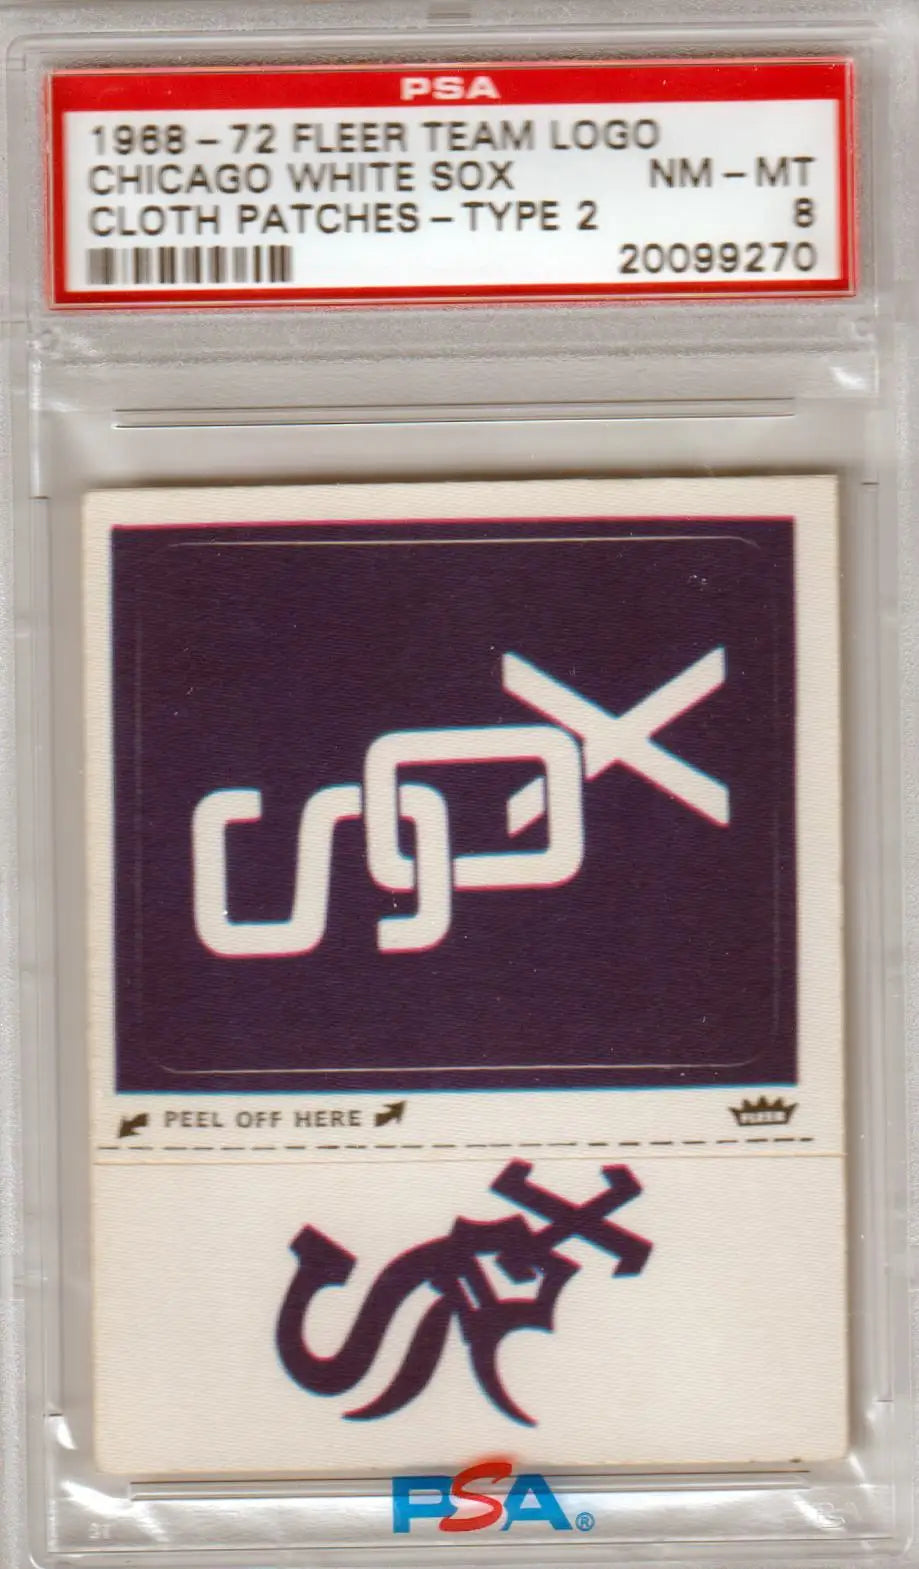 PSA
1968-72 FLEER TEAM LOGO
CHICAGO WHITE SOX NM-MT
CLOTH PATCHES-TYPE 2 8
20099270
SOX
PEEL OFF HERE
FLEER
SOX
PSA®